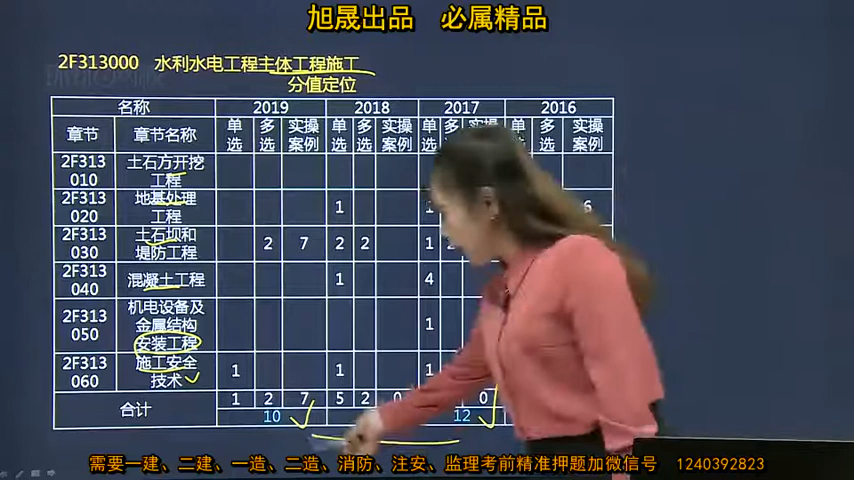 旭晟出品 必属精品
2F313000 水利水电工程主体工程施工
分值定位
名称 2019 2018 2017 2016
章节 章节名称 单选 多选 实操案例 单选 多选 实操案例 单选 多选 单选 多选 实操案例
2F313010 土石方开挖工程
2F313020 地基处理工程 1 6
2F313030 土石坝和堤防工程 2 7 2 2 1
2F313040 混凝土工程 1 4
2F313050 机电设备及金属结构安装工程 1
2F313060 施工安全技术 1 1 1
合计 1 2 7 5 2 0 0
10 12
需要一建、二建、一造、二造、消防、注安、监理考前精准押题加微信号 1240392823